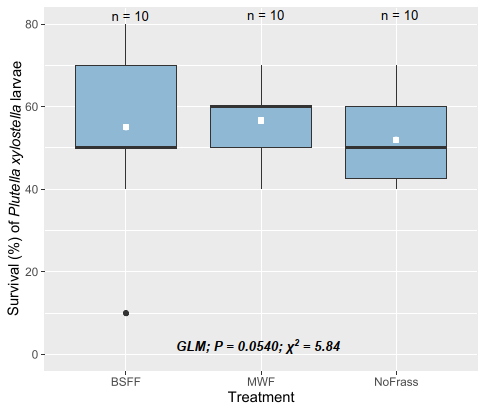 n = 10 n = 10 n = 10
80
60
40
20
0
Survival (%) of Plutella xylostella larvae
GLM; P = 0.0540; χ² = 5.84
BSFF MWF NoFrass
Treatment